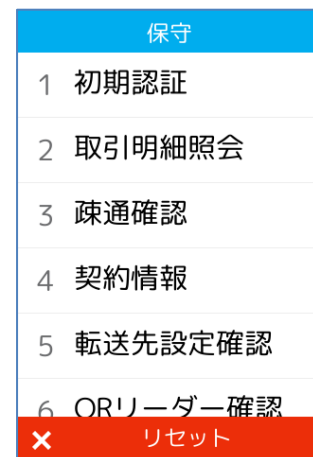 保守
1 初期認証
2 取引明細照会
3 疎通確認
4 契約情報
5 転送先設定確認
6 QRリーダー確認
× リセット